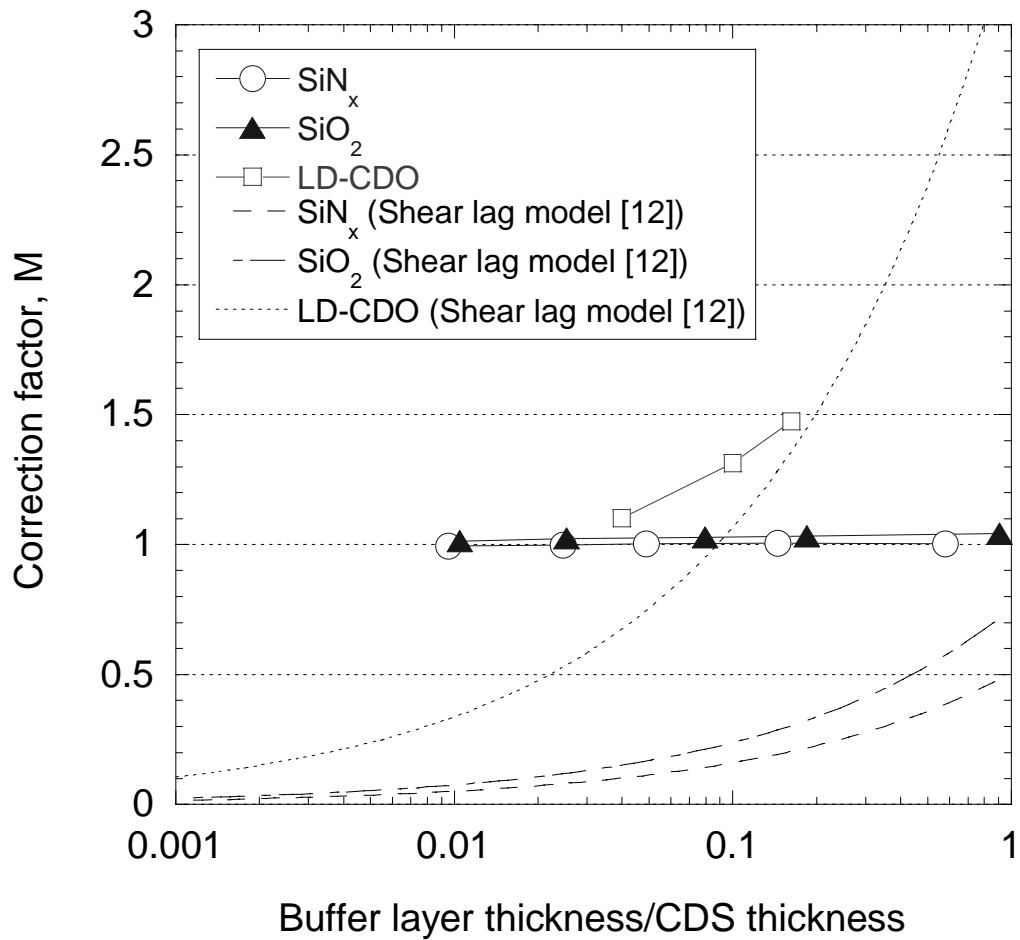 3
2.5
2
1.5
1
0.5
0
Correction factor, M
SiNx
SiO2
LD-CDO
SiNx (Shear lag model [12])
SiO2 (Shear lag model [12])
LD-CDO (Shear lag model [12])
0.001 0.01 0.1 1
Buffer layer thickness/CDS thickness